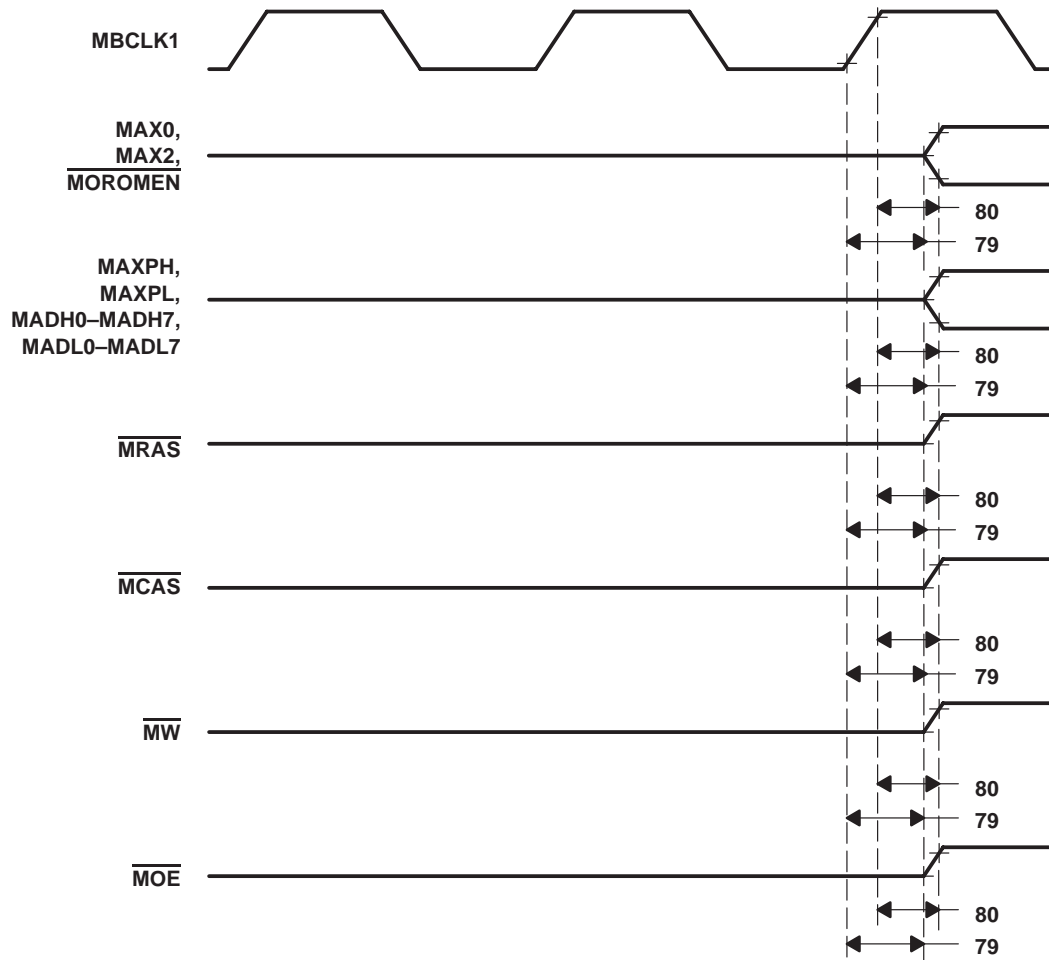 MBCLK1
MAX0,
MAX2,
MOROMEN
80
79
MAXPH,
MAXPL,
MADH0–MADH7,
MADL0–MADL7
80
79
MRAS
80
79
MCAS
80
79
MW
80
79
MOE
80
79